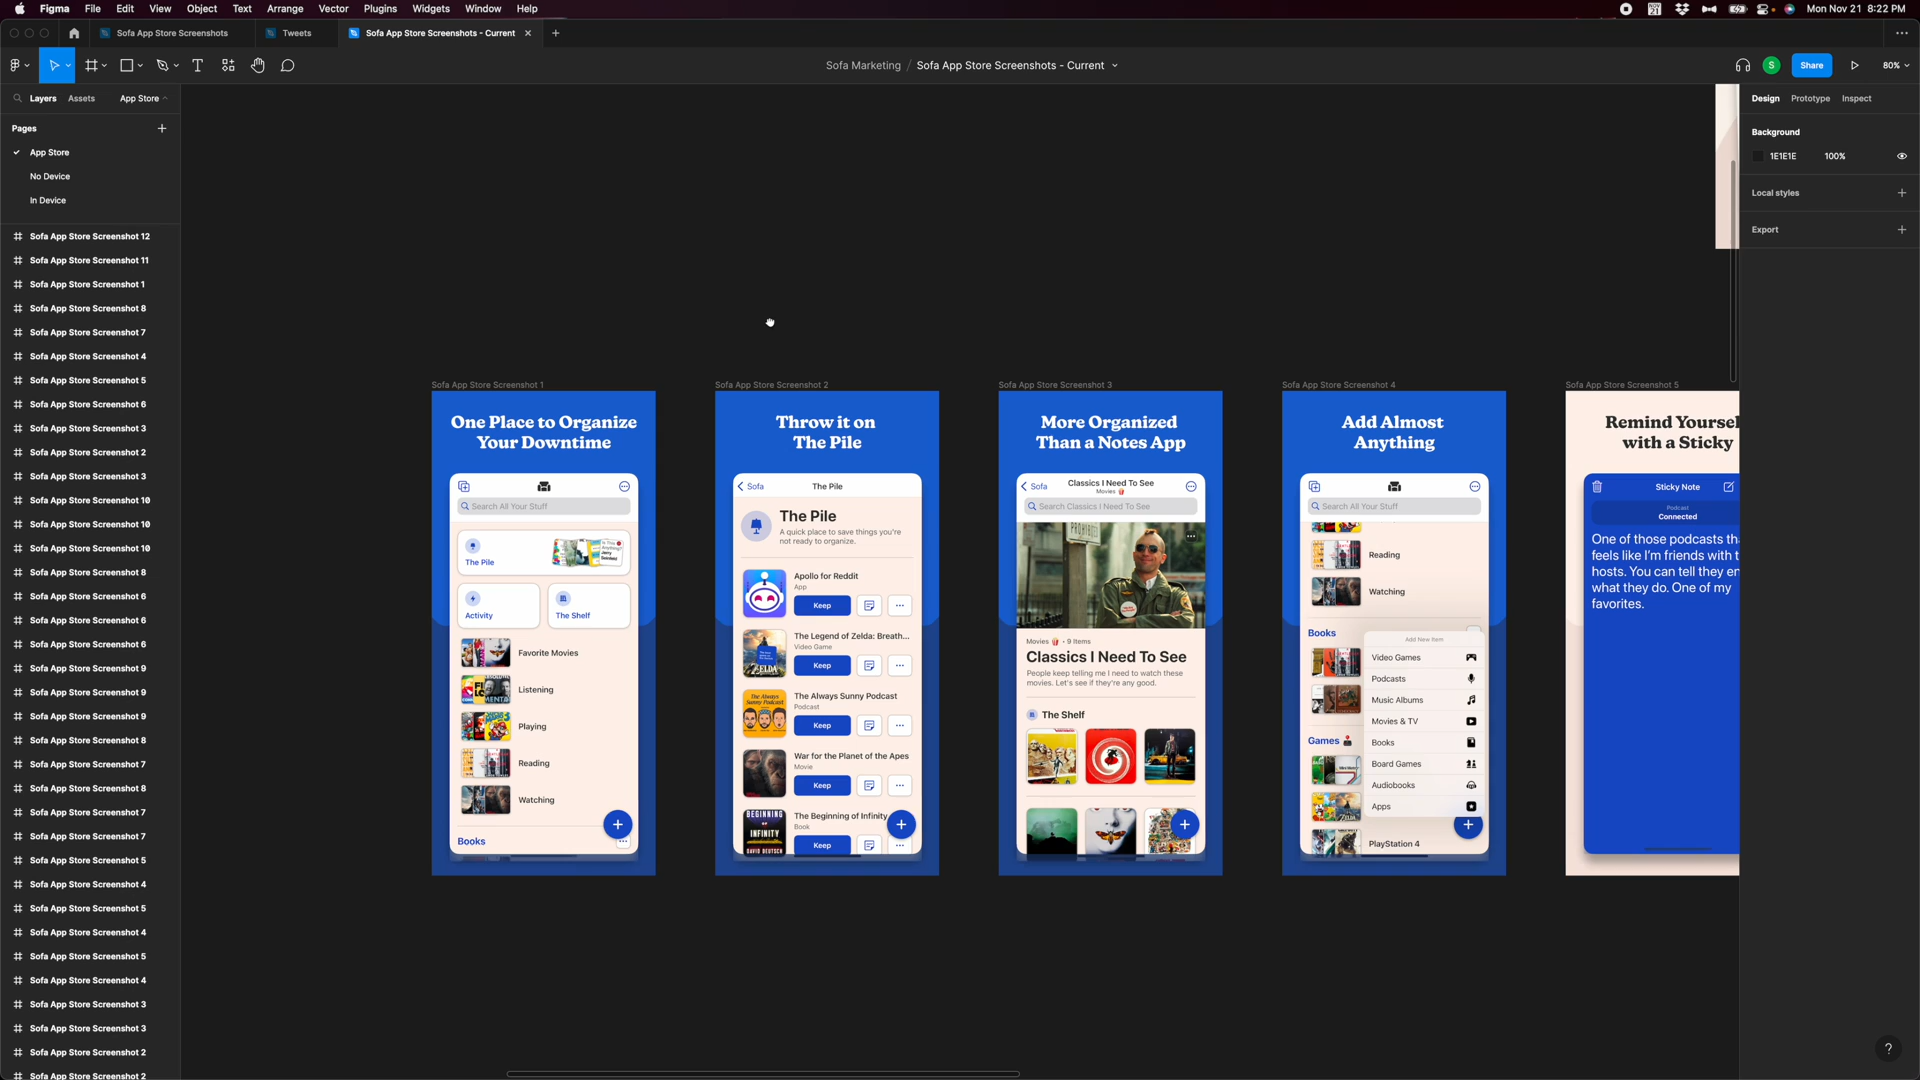 Figma File Edit View Object Text Arrange Vector Plugins Widgets Window Help
NOV 21
Mon Nov 21 8:22 PM
Sofa App Store Screenshots
Tweets
Sofa App Store Screenshots - Current
Sofa Marketing / Sofa App Store Screenshots - Current
S
Share
80%
Layers
Assets
App Store
Pages
App Store
No Device
In Device
Sofa App Store Screenshot 12
Sofa App Store Screenshot 11
Sofa App Store Screenshot 1
Sofa App Store Screenshot 8
Sofa App Store Screenshot 7
Sofa App Store Screenshot 4
Sofa App Store Screenshot 5
Sofa App Store Screenshot 6
Sofa App Store Screenshot 3
Sofa App Store Screenshot 2
Sofa App Store Screenshot 3
Sofa App Store Screenshot 10
Sofa App Store Screenshot 10
Sofa App Store Screenshot 10
Sofa App Store Screenshot 8
Sofa App Store Screenshot 6
Sofa App Store Screenshot 6
Sofa App Store Screenshot 6
Sofa App Store Screenshot 9
Sofa App Store Screenshot 9
Sofa App Store Screenshot 9
Sofa App Store Screenshot 8
Sofa App Store Screenshot 7
Sofa App Store Screenshot 8
Sofa App Store Screenshot 7
Sofa App Store Screenshot 7
Sofa App Store Screenshot 5
Sofa App Store Screenshot 4
Sofa App Store Screenshot 5
Sofa App Store Screenshot 4
Sofa App Store Screenshot 5
Sofa App Store Screenshot 4
Sofa App Store Screenshot 3
Sofa App Store Screenshot 3
Sofa App Store Screenshot 2
Sofa App Store Screenshot 2
Sofa App Store Screenshot 1
One Place to Organize
Your Downtime
Search All Your Stuff
The Pile
Is This Anything? Jerry Seinfeld
Activity
The Shelf
Favorite Movies
Listening
Playing
Reading
Watching
Books
Sofa App Store Screenshot 2
Throw it on
The Pile
Sofa
The Pile
The Pile
A quick place to save things you're
not ready to organize.
Apollo for Reddit
App
Keep
The Legend of Zelda: Breath...
Video Game
Keep
ZELDA
The Always Sunny Podcast
Podcast
Keep
The Always
Sunny Podcast
War for the Planet of the Apes
Movie
Keep
The Beginning of Infinity
Book
Keep
BEGINNING
of
INFINITY
DAVID DEUTSCH
Sofa App Store Screenshot 3
More Organized
Than a Notes App
Sofa
Classics I Need To See
Movies
Search Classics I Need To See
Movies 🍿 • 9 Items
Classics I Need To See
People keep telling me I need to watch these
movies. Let's see if they're any good.
The Shelf
Sofa App Store Screenshot 4
Add Almost
Anything
Search All Your Stuff
Reading
Watching
Books
Games
PlayStation 4
Add New Item
Video Games
Podcasts
Music Albums
Movies & TV
Books
Board Games
Audiobooks
Apps
Sofa App Store Screenshot 5
Remind Yoursel
with a Sticky
Sticky Note
Podcast
Connected
One of those podcasts th
feels like I'm friends with t
hosts. You can tell they en
what they do. One of my
favorites.
Design
Prototype
Inspect
Background
1E1E1E
100%
Local styles
Export
?